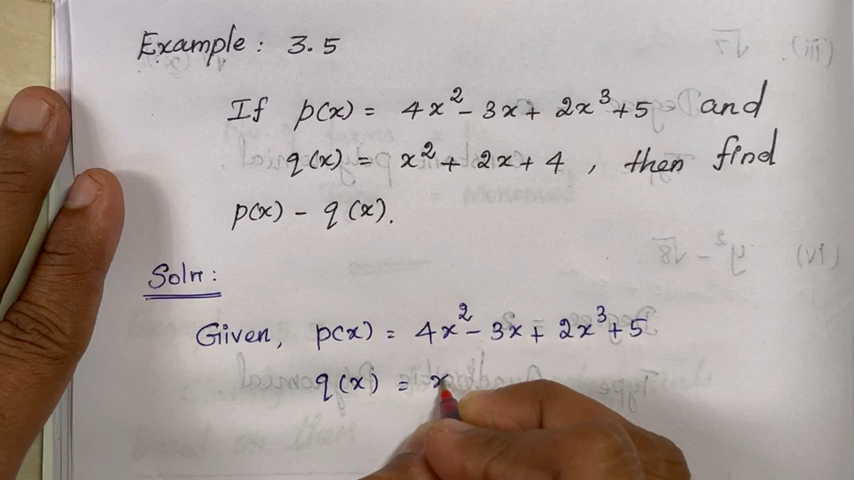 Example: 3.5
If p(x) = 4x² - 3x + 2x³ + 5 and
q(x) = x² + 2x + 4 , then find
p(x) - q(x).
Soln:
Given, p(x) = 4x² - 3x + 2x³ + 5
q(x) = x